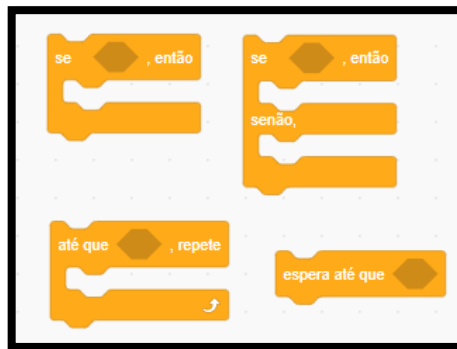 se , então
se , então
senão,
até que , repete
espera até que